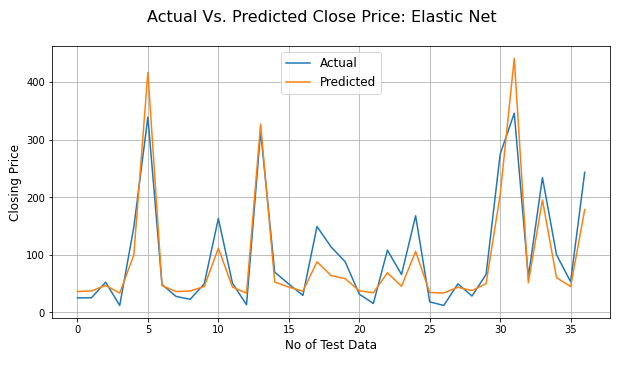 Actual Vs. Predicted Close Price: Elastic Net
Actual
Predicted
Closing Price
400
300
200
100
0
0 5 10 15 20 25 30 35
No of Test Data